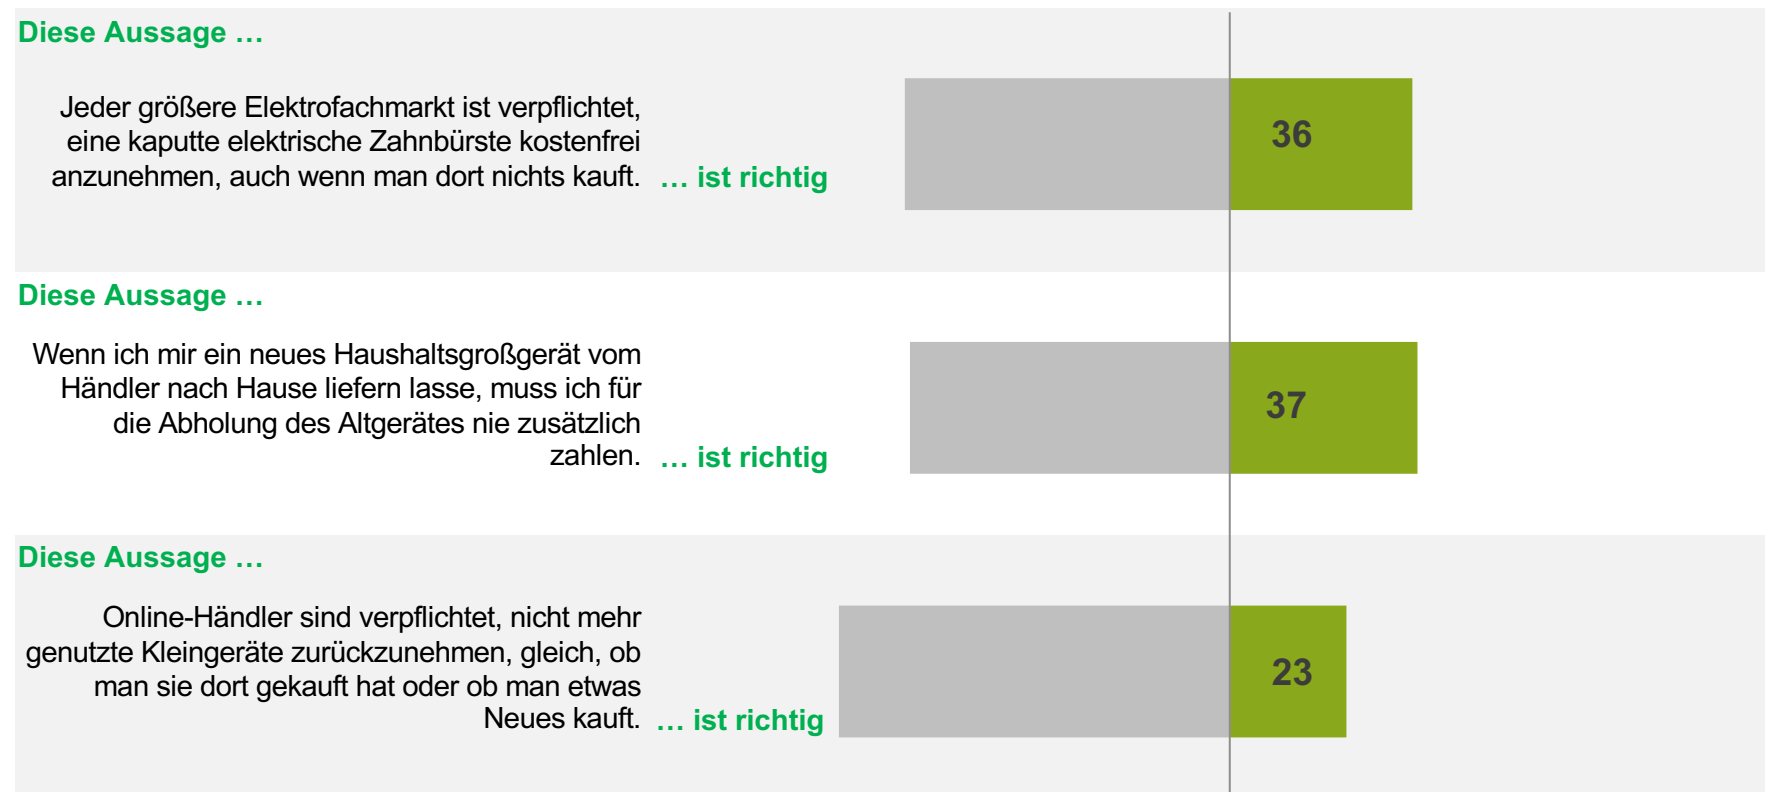 Diese Aussage …
Jeder größere Elektrofachmarkt ist verpflichtet,
eine kaputte elektrische Zahnbürste kostenfrei
anzunehmen, auch wenn man dort nichts kauft.
… ist richtig
36
Diese Aussage …
Wenn ich mir ein neues Haushaltsgroßgerät vom
Händler nach Hause liefern lasse, muss ich für
die Abholung des Altgerätes nie zusätzlich
zahlen.
… ist richtig
37
Diese Aussage …
Online-Händler sind verpflichtet, nicht mehr
genutzte Kleingeräte zurückzunehmen, gleich, ob
man sie dort gekauft hat oder ob man etwas
Neues kauft.
… ist richtig
23